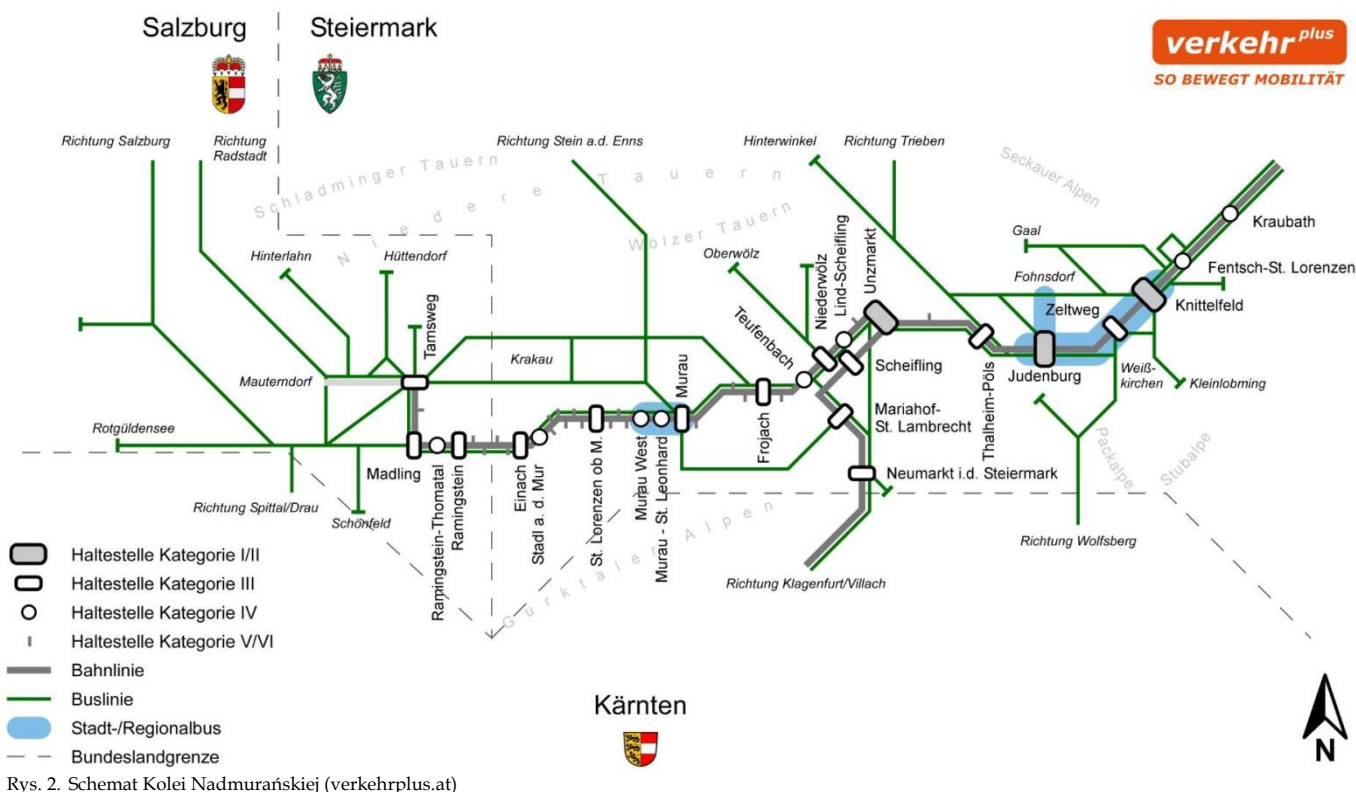 Salzburg
Steiermark
verkehr plus
SO BEWEGT MOBILITÄT
Richtung Salzburg
Richtung
Radstadt
Richtung Stein a.d. Enns
Hinterwinkel
Richtung Trieben
Seckauer Alpen
Schladminger Tauern
Niedere Tauern
Wölzer Tauern
Kraubath
Gaal
Fentsch-St. Lorenzen
Hinterlahn
Hüttendorf
Oberwölz
Niederwölz
Lind-Scheifling
Unzmarkt
Fohnsdorf
Zeltweg
Knittelfeld
Tamsweg
Teufenbach
Krakau
Murau
Scheifling
Mauterndorf
Thalheim-Pöls
Judenburg
Weiß-
kirchen
Kleinlobming
Mariahof-
St. Lambrecht
Rotgüldensee
Frojach
Packalpe
Stubalpe
Madling
Ramingstein-Thomatal
Ramingstein
Einach
Stadl a. d. Mur
St. Lorenzen ob M.
Murau West
Murau - St. Leonhard
Neumarkt i.d. Steiermark
Richtung Spittal/Drau
Schönfeld
Gurktaler Alpen
Richtung Wolfsberg
Richtung Klagenfurt/Villach
Haltestelle Kategorie I/II
Haltestelle Kategorie III
Haltestelle Kategorie IV
Haltestelle Kategorie V/VI
Bahnlinie
Buslinie
Stadt-/Regionalbus
Bundeslandgrenze
Kärnten
N
Rys. 2. Schemat Kolei Nadmurańskiej (verkehrplus.at)